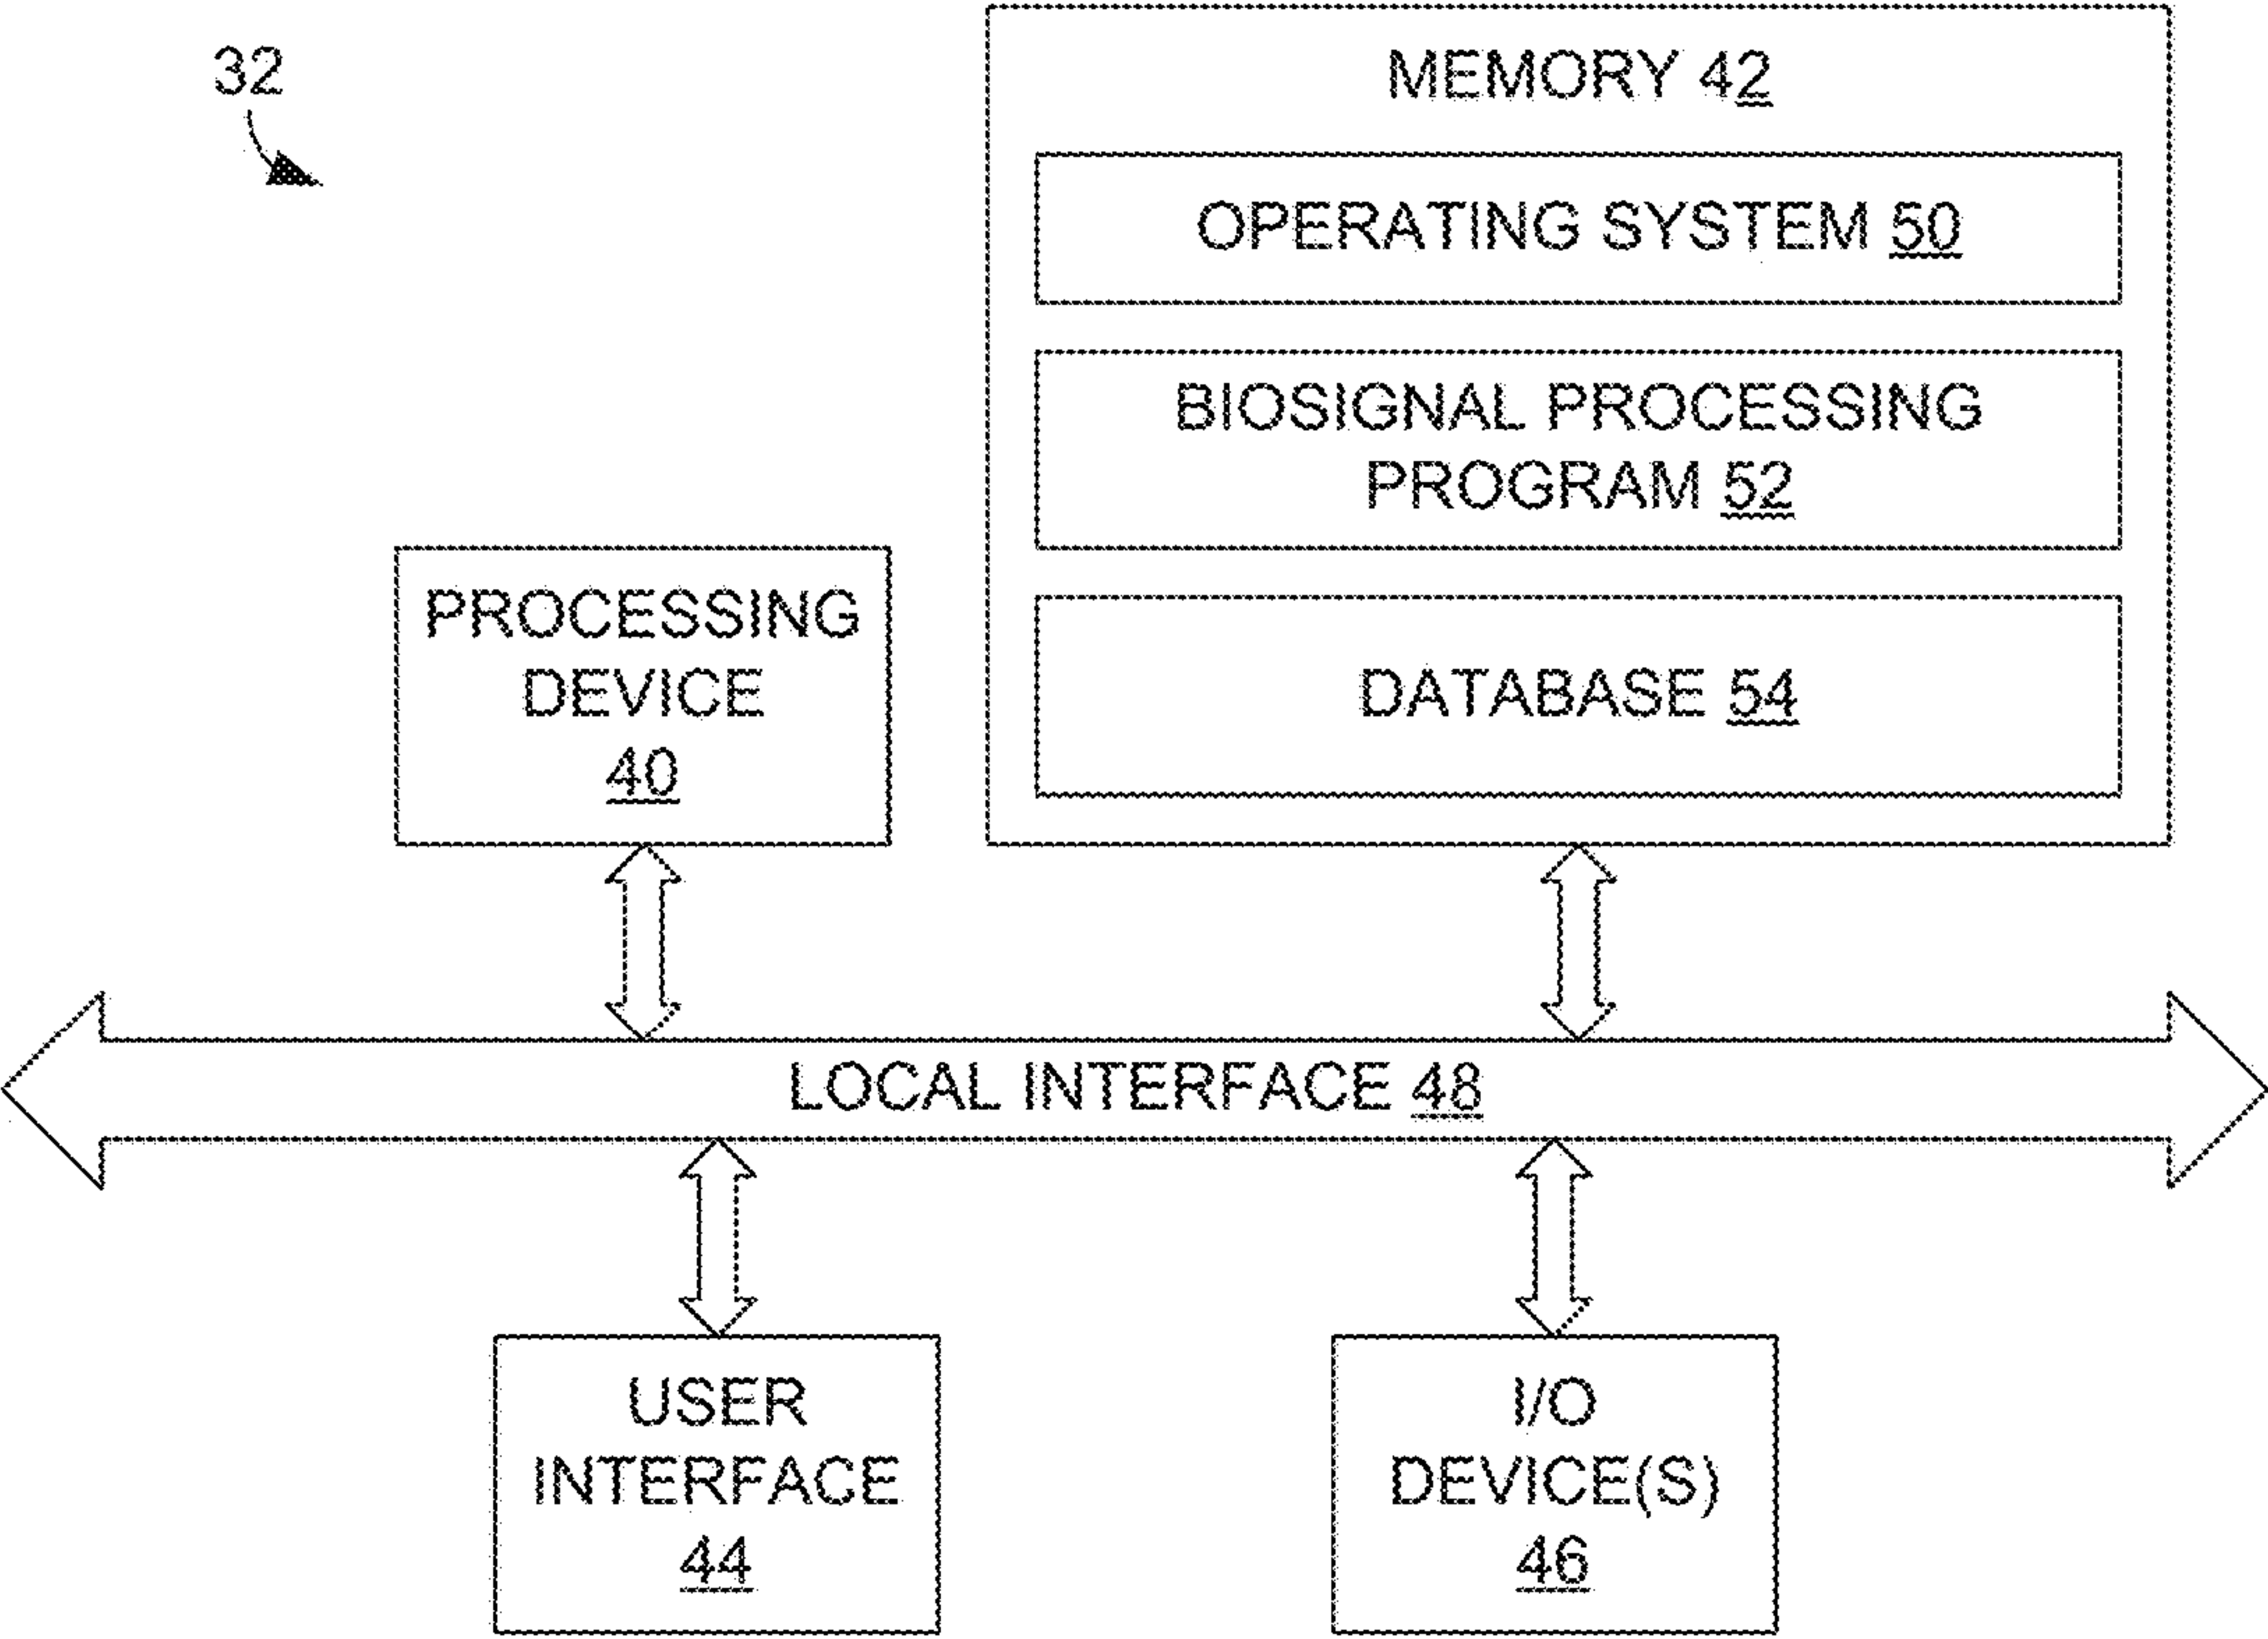 32
MEMORY 42
OPERATING SYSTEM 50
BIOSIGNAL PROCESSING
PROGRAM 52
DATABASE 54
PROCESSING
DEVICE
40
LOCAL INTERFACE 48
USER
INTERFACE
44
I/O
DEVICE(S)
46